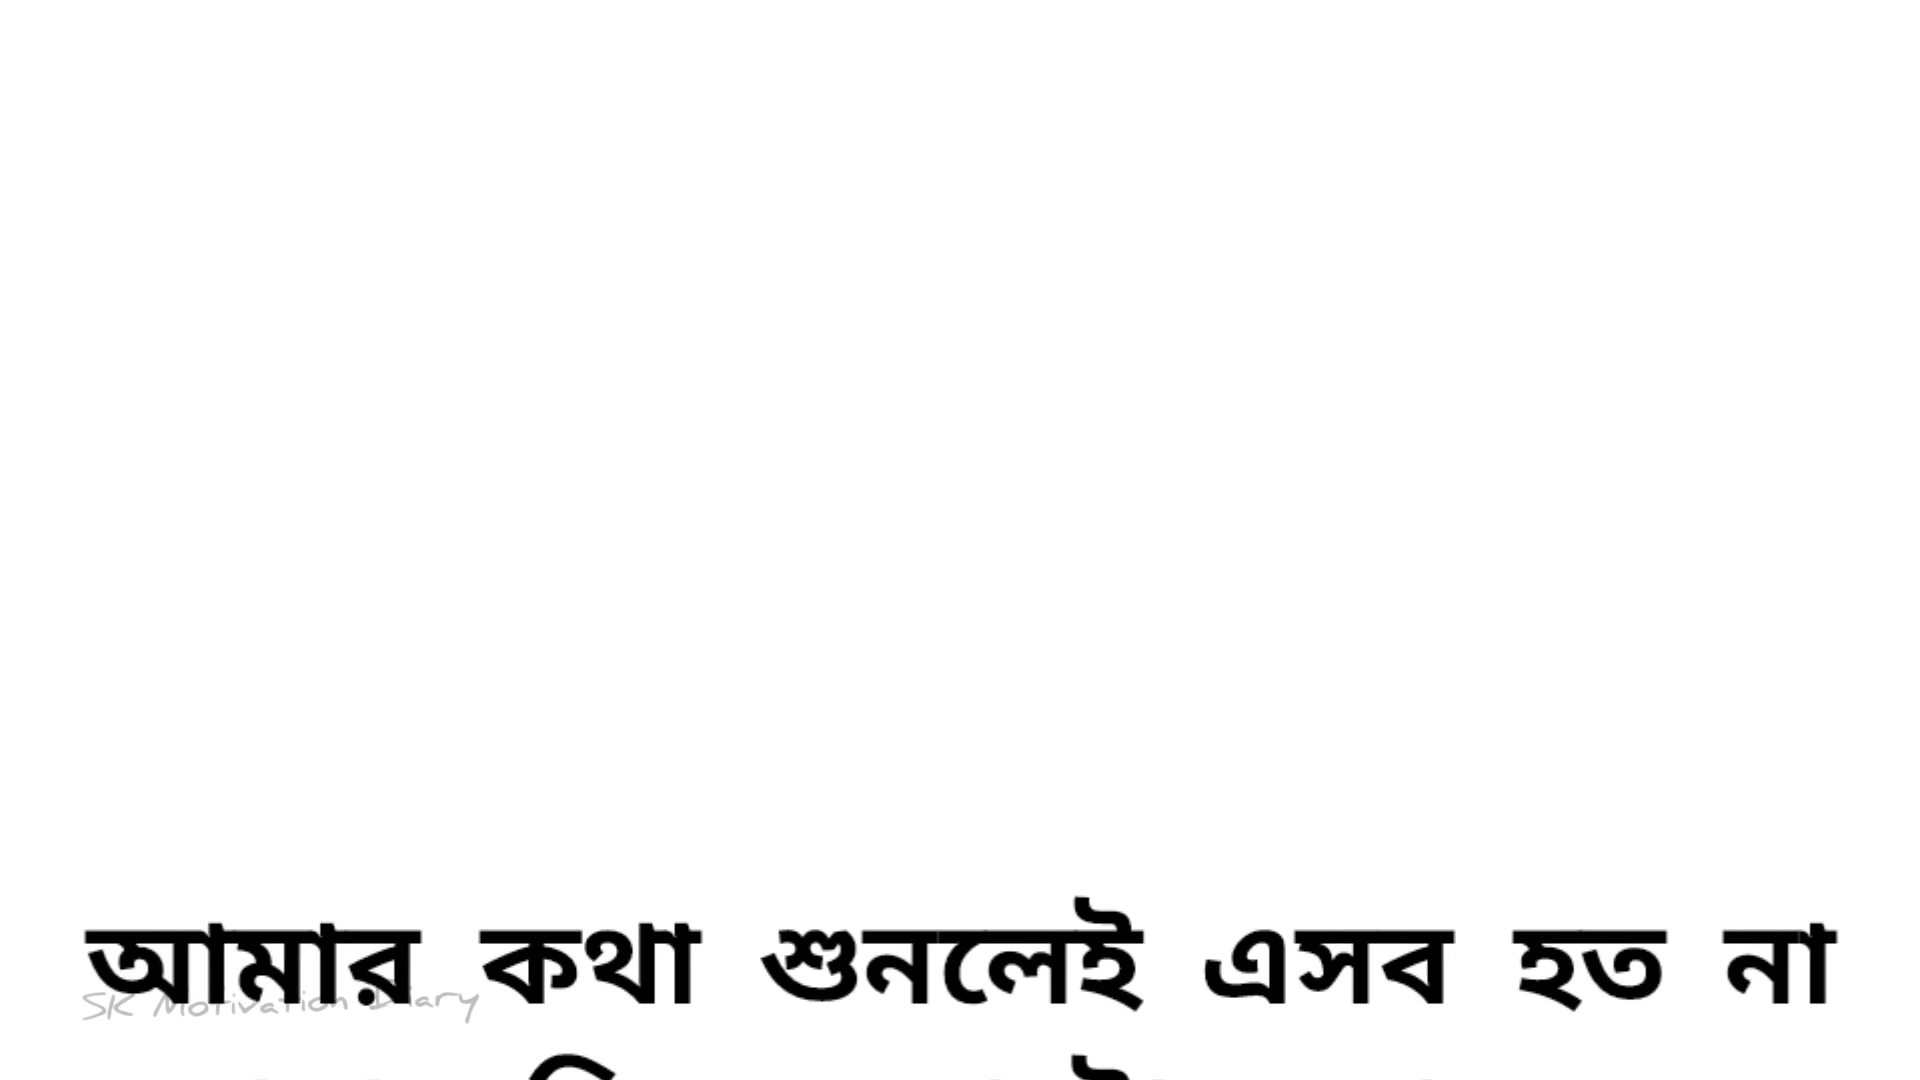 আমার কথা শুনলেই এসব হত না
SK Motivation Diary